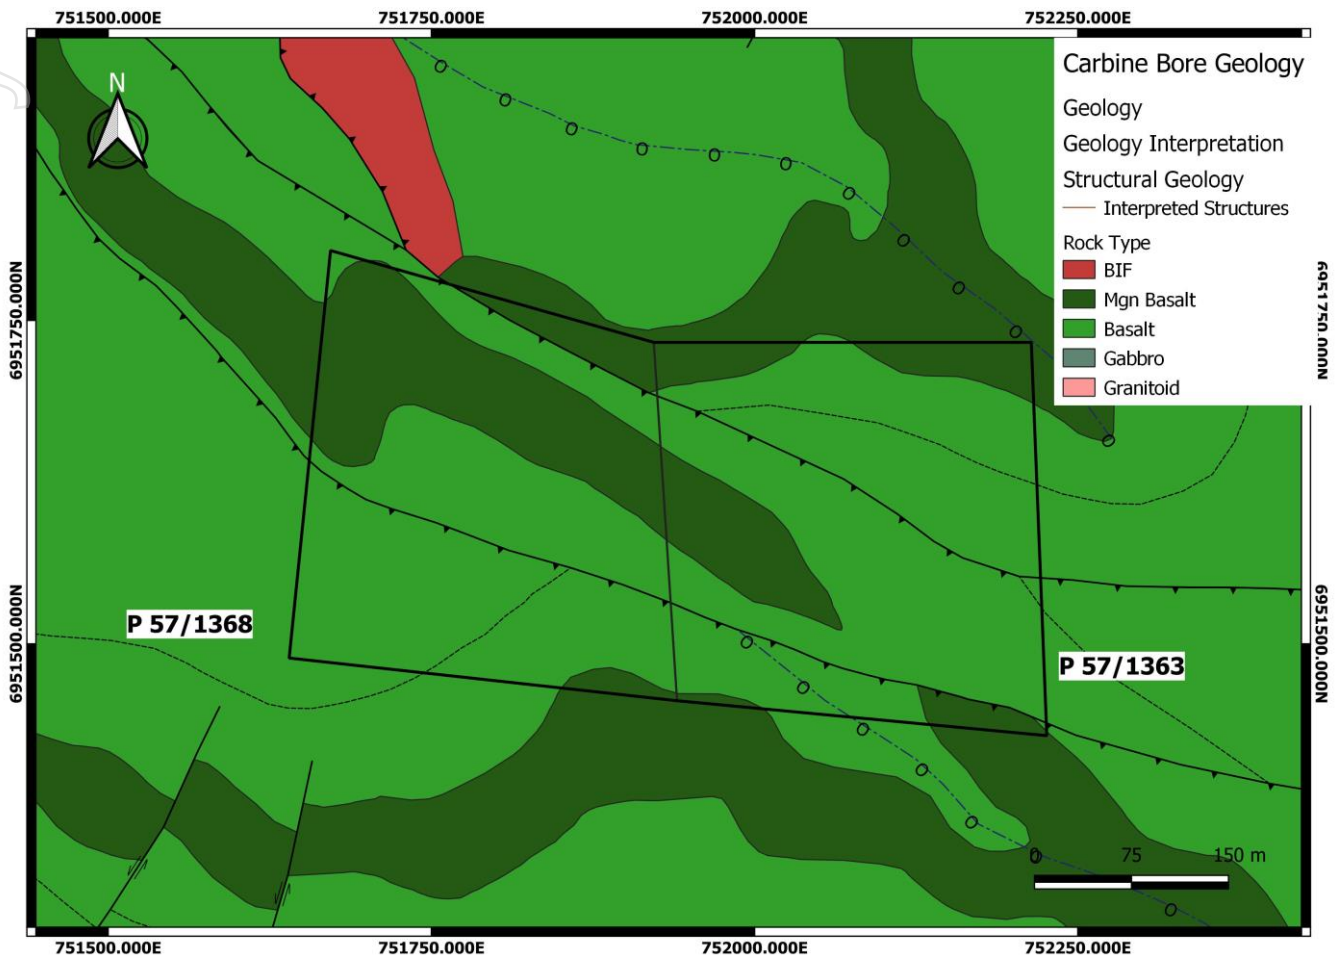 751500.000E 751750.000E 752000.000E 752250.000E
N
Carbine Bore Geology
Geology
Geology Interpretation
Structural Geology
Interpreted Structures
Rock Type
BIF
Mgn Basalt
Basalt
Gabbro
Granitoid
6951750.000N
6951750.000N
6951500.000N
6951500.000N
P 57/1368
P 57/1363
0 75 150 m
751500.000E 751750.000E 752000.000E 752250.000E